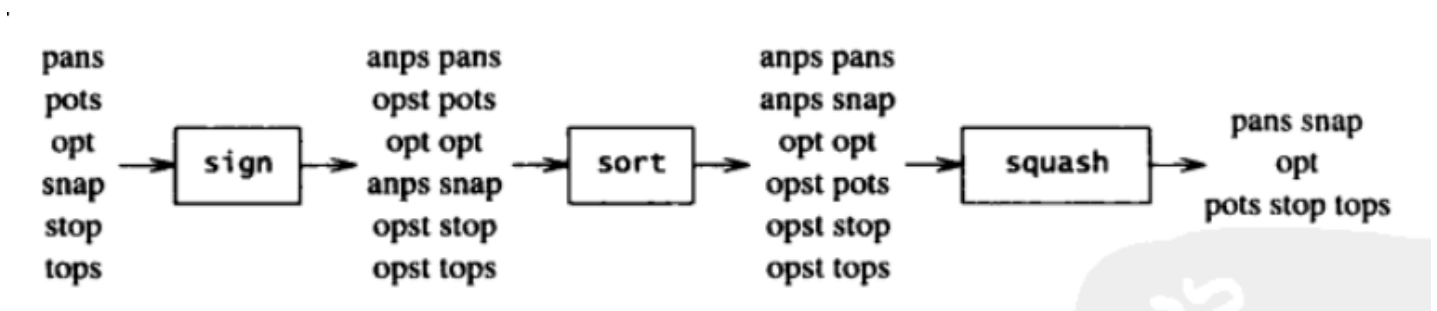 pans
pots
opt
snap
stop
tops
sign
anps pans
opst pots
opt opt
anps snap
opst stop
opst tops
sort
anps pans
anps snap
opt opt
opst pots
opst stop
opst tops
squash
pans snap
opt
pots stop tops